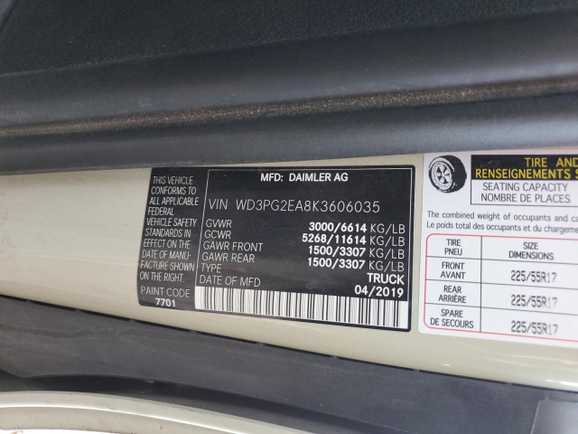 THIS VEHICLE
CONFORMS TO
ALL APPLICABLE
FEDERAL
VEHICLE SAFETY
STANDARDS IN
EFFECT ON THE
DATE OF MANU-
FACTURE SHOWN
ON THE RIGHT.
PAINT CODE
7701
MFD: DAIMLER AG
VIN WD3PG2EA8K3606035
GVWR 3000/6614 KG/LB
GCWR 5268/11614 KG/LB
GAWR FRONT 1500/3307 KG/LB
GAWR REAR 1500/3307 KG/LB
TYPE TRUCK
DATE OF MFD 04/2019
TIRE AND
RENSEIGNEMENTS S
SEATING CAPACITY
NOMBRE DE PLACES
The combined weight of occupants and ca
Le poids total des occupants et du
TIRE SIZE
PNEU DIMENSIONS
FRONT
AVANT 225/55R17
REAR
ARRIÈRE 225/55R17
SPARE
DE SECOURS 225/55R17